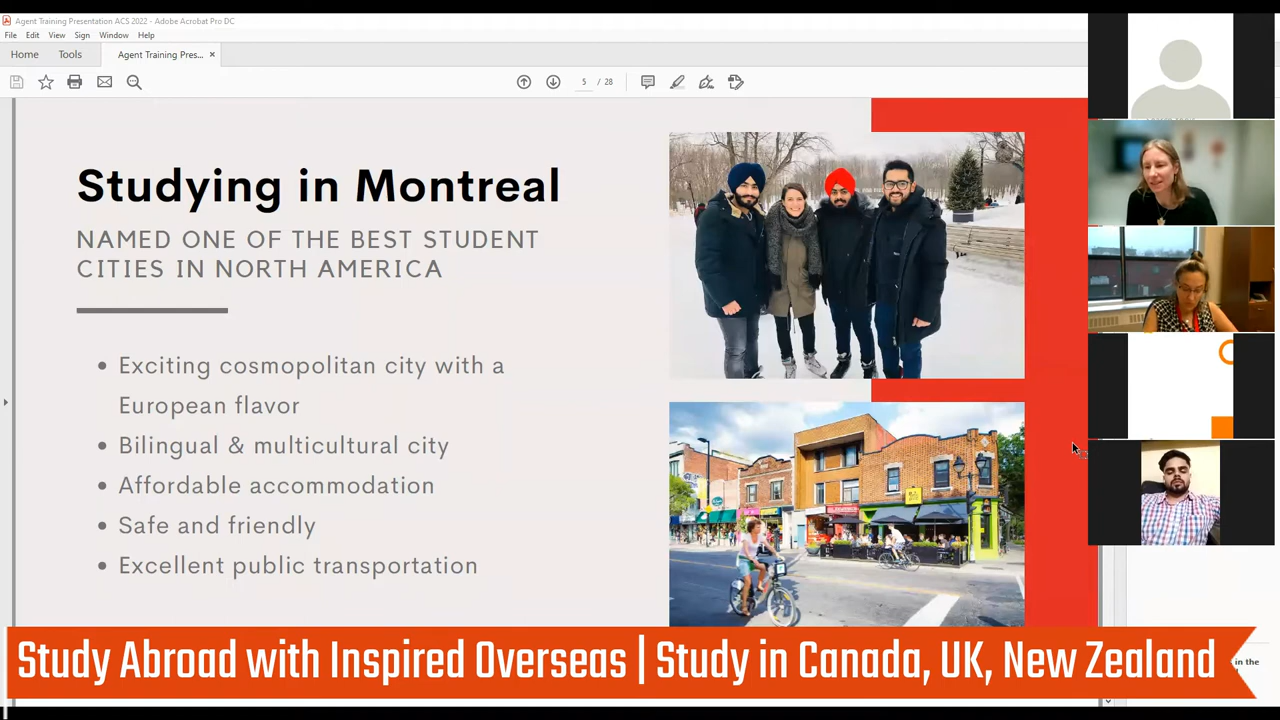 Agent Training Presentation ACS 2022 - Adobe Acrobat Pro DC
File Edit View Sign Window Help
Home Tools Agent Training Pres... ×
5 / 28
Studying in Montreal
NAMED ONE OF THE BEST STUDENT
CITIES IN NORTH AMERICA
• Exciting cosmopolitan city with a
European flavor
• Bilingual & multicultural city
• Affordable accommodation
• Safe and friendly
• Excellent public transportation
Study Abroad with Inspired Overseas | Study in Canada, UK, New Zealand
in the